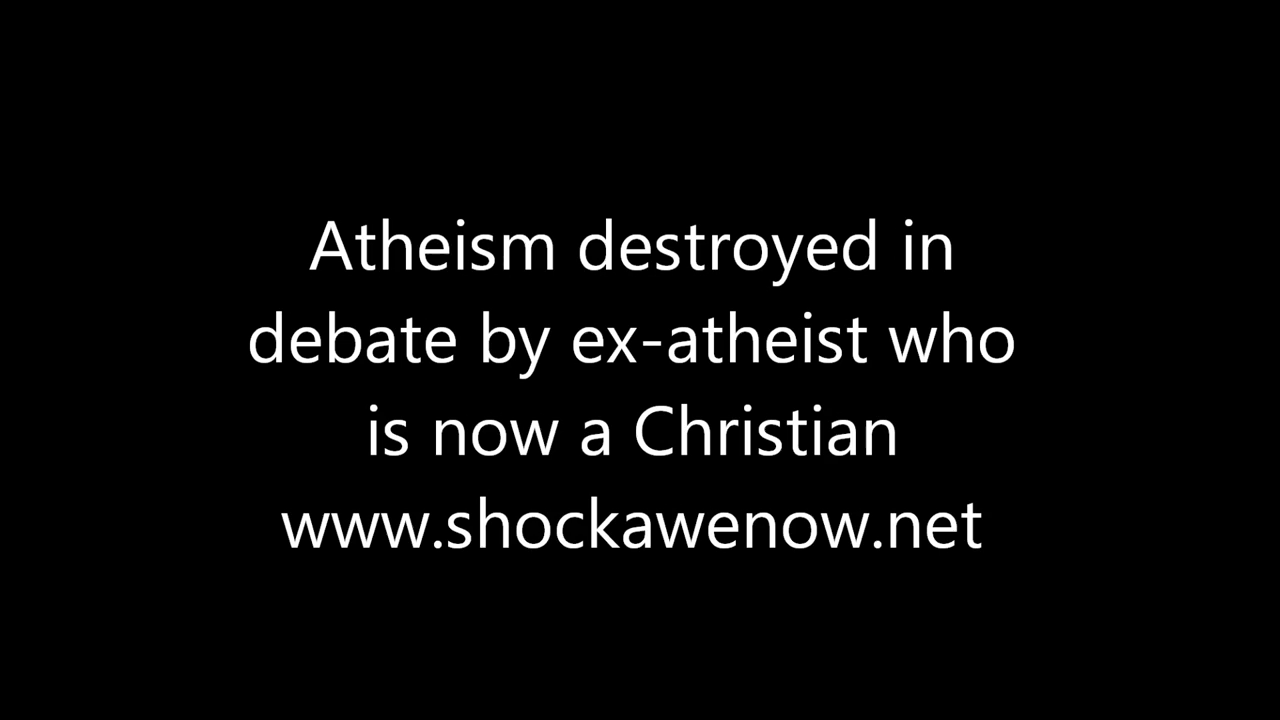 Atheism destroyed in
debate by ex-atheist who
is now a Christian
www.shockawenow.net